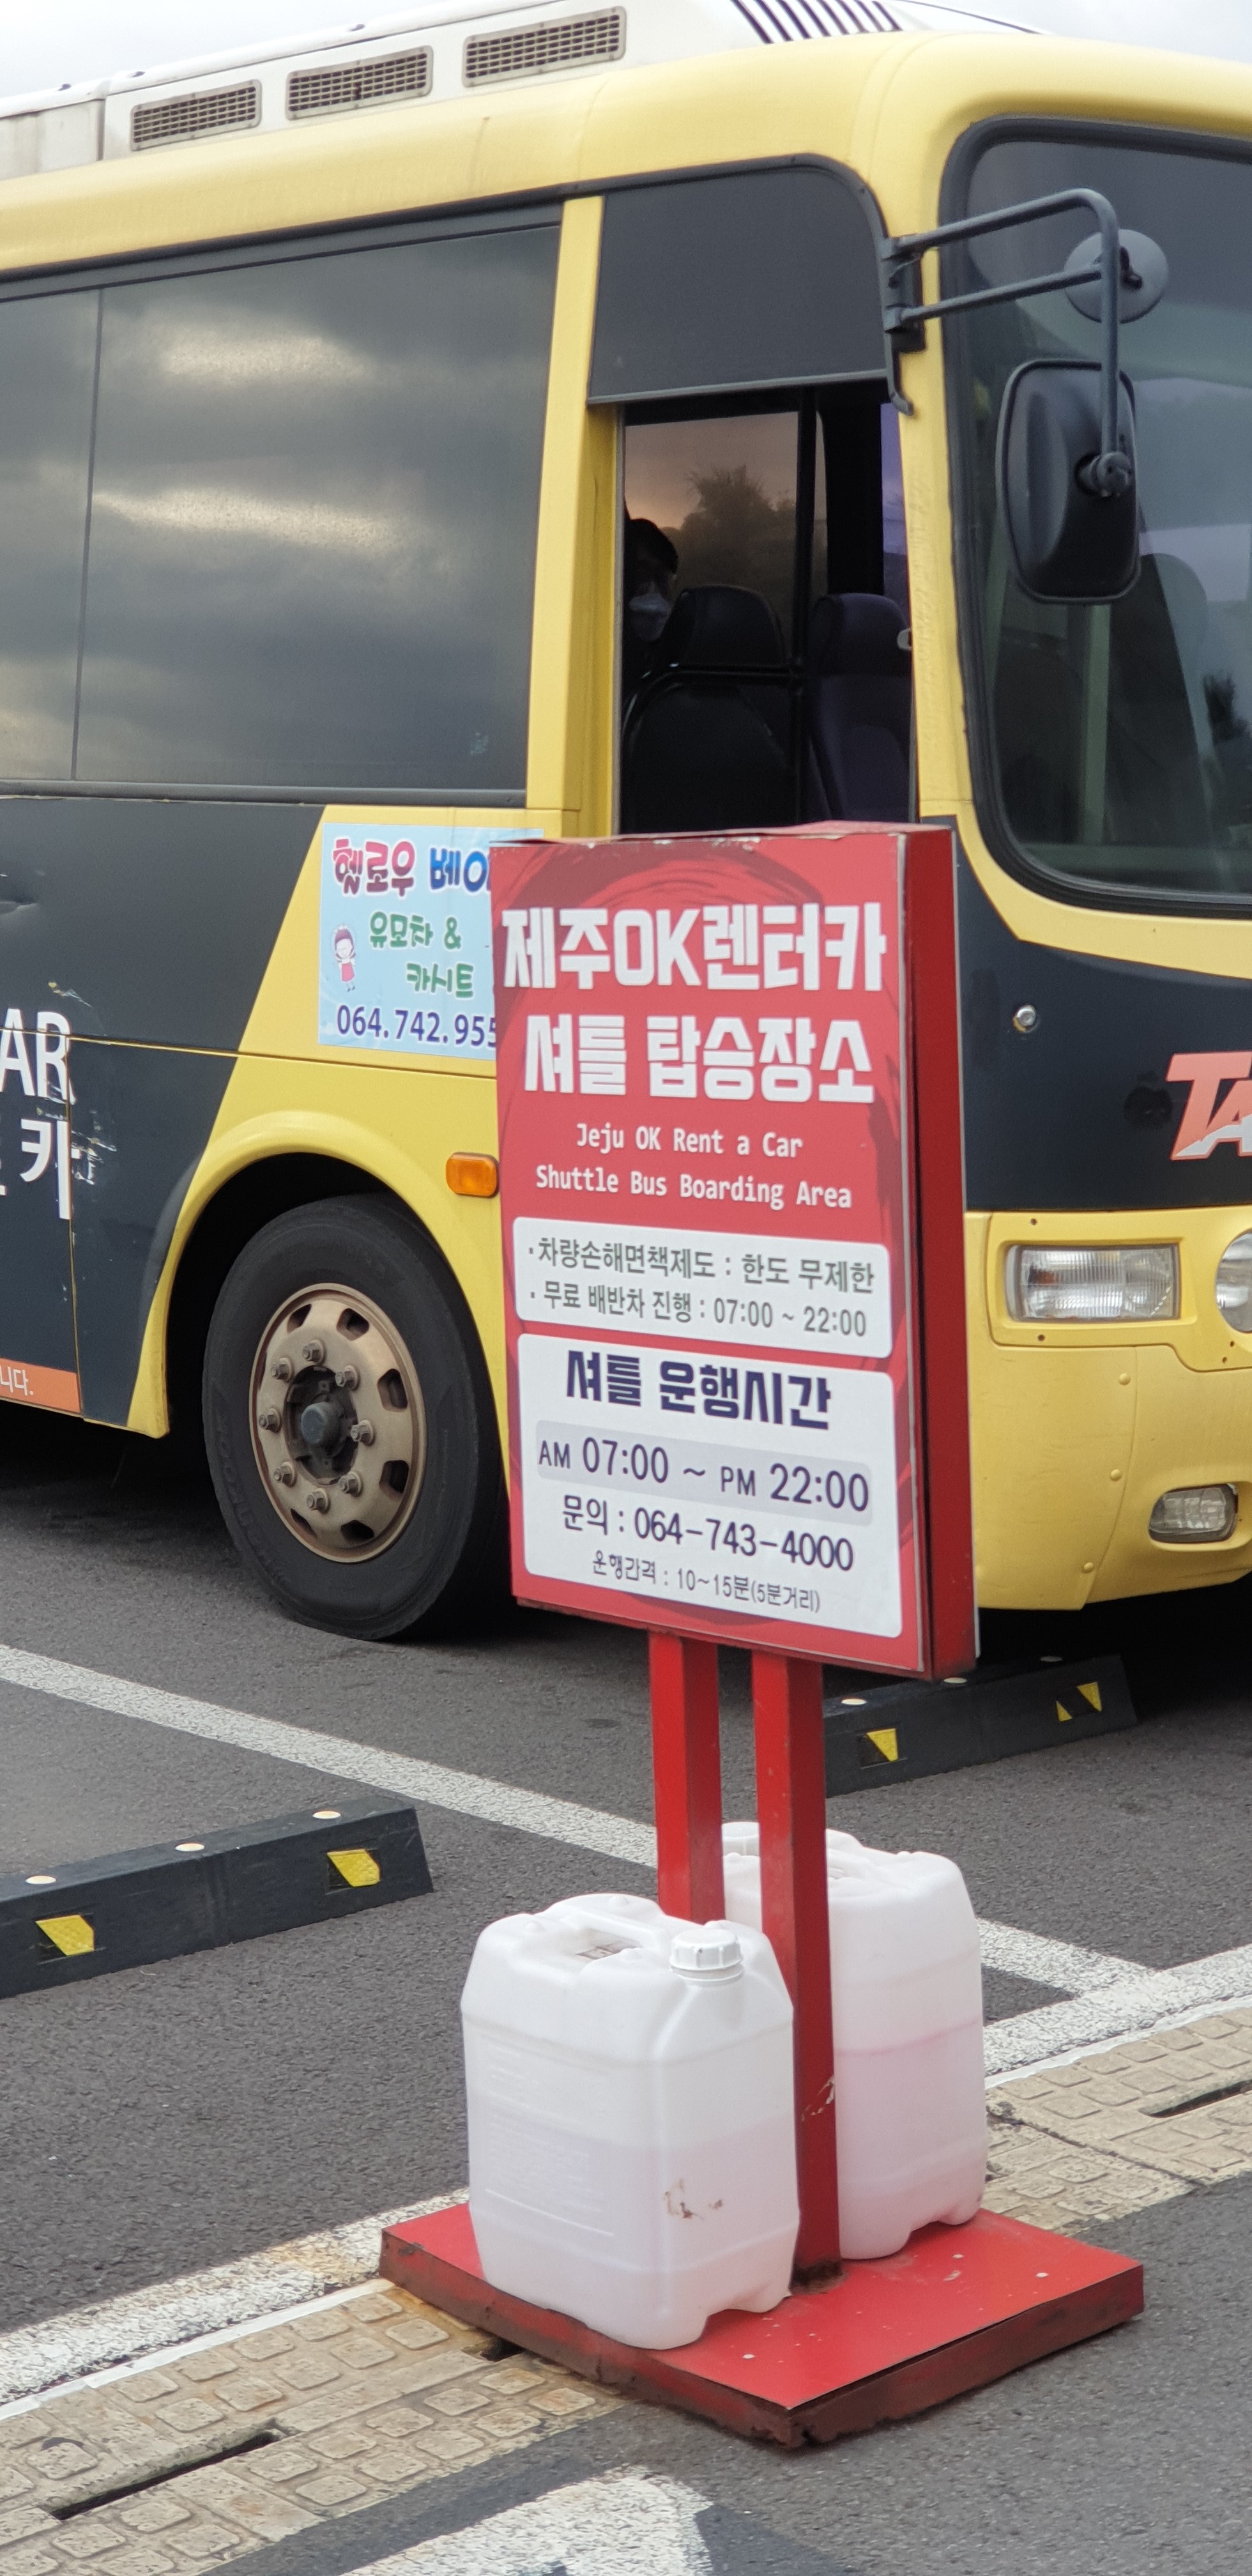 헬로우
유모차 &
카시트
064.742.955
AR
카
니다.
제주OK렌터카
셔틀 탑승장소
Jeju OK Rent a Car
Shuttle Bus Boarding Area
·차량손해면책제도 : 한도 무제한
·무료 배반차 진행 : 07:00 ~ 22:00
셔틀 운행시간
AM 07:00 ~ PM 22:00
문의 : 064-743-4000
운행간격 : 10~15분(5분거리)
TA